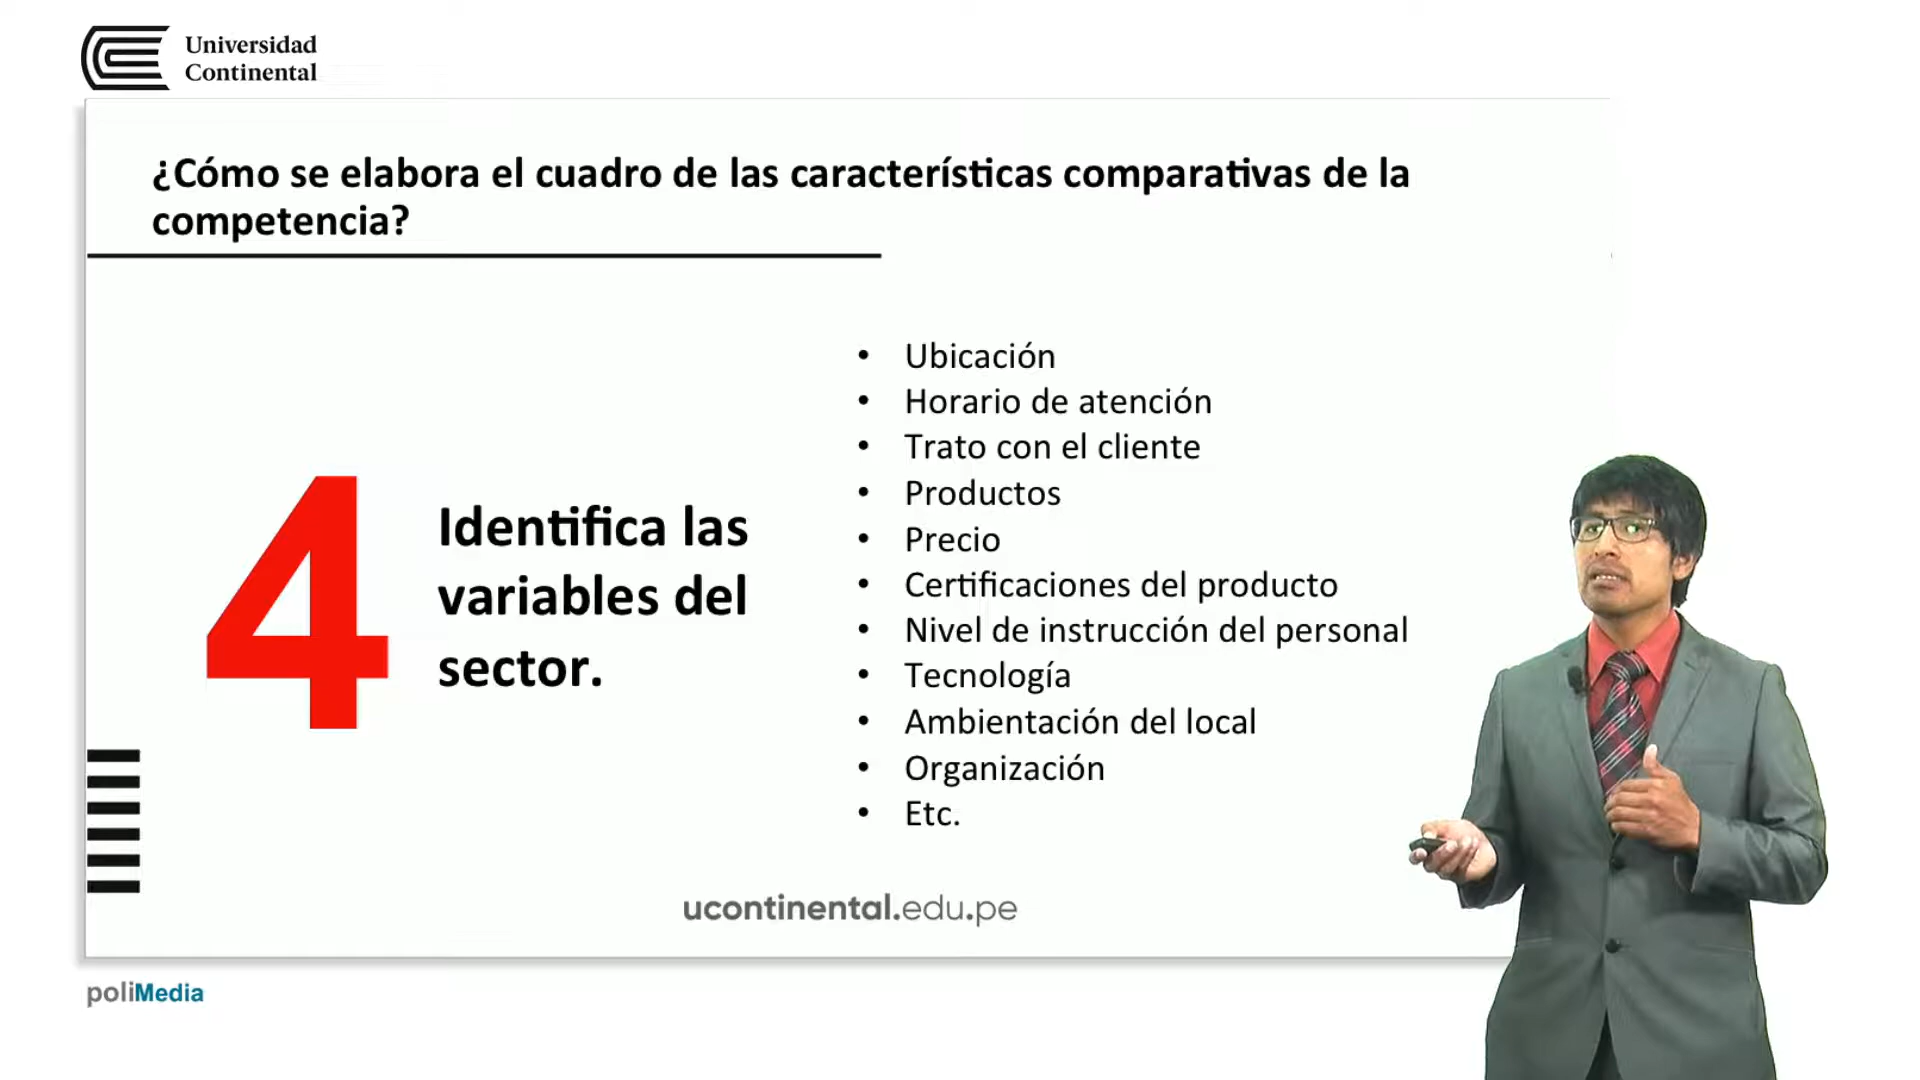 Universidad
Continental
¿Cómo se elabora el cuadro de las características comparativas de la
competencia?
4
Identifica las
variables del
sector.
• Ubicación
• Horario de atención
• Trato con el cliente
• Productos
• Precio
• Certificaciones del producto
• Nivel de instrucción del personal
• Tecnología
• Ambientación del local
• Organización
• Etc.
ucontinental.edu.pe
poliMedia